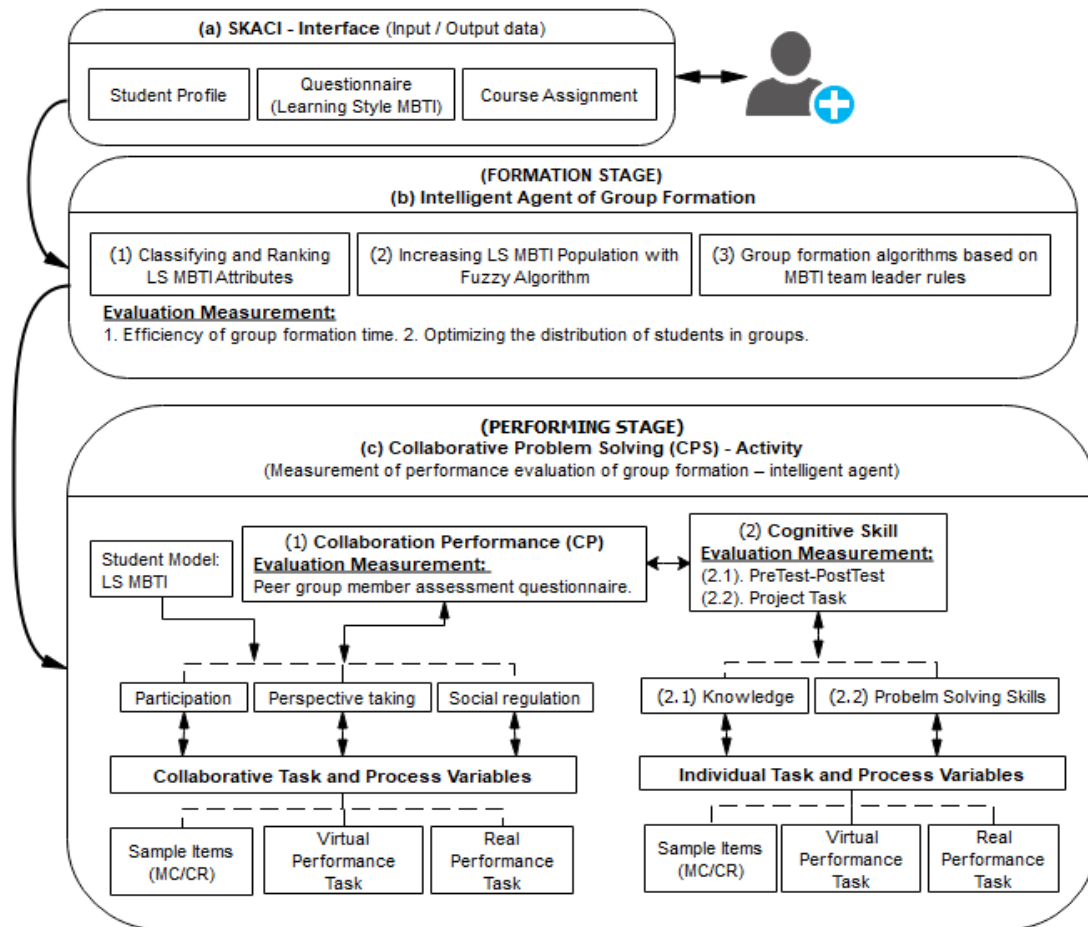 (a) SKACI - Interface (Input / Output data)
Student Profile
Questionnaire
(Learning Style MBTI)
Course Assignment
(FORMATION STAGE)
(b) Intelligent Agent of Group Formation
(1) Classifying and Ranking
LS MBTI Attributes
(2) Increasing LS MBTI Population with
Fuzzy Algorithm
(3) Group formation algorithms based on
MBTI team leader rules
Evaluation Measurement:
1. Efficiency of group formation time. 2. Optimizing the distribution of students in groups.
(PERFORMING STAGE)
(c) Collaborative Problem Solving (CPS) - Activity
(Measurement of performance evaluation of group formation – intelligent agent)
Student Model:
LS MBTI
(1) Collaboration Performance (CP)
Evaluation Measurement:
Peer group member assessment questionnaire.
(2) Cognitive Skill
Evaluation Measurement:
(2.1). PreTest-PostTest
(2.2). Project Task
Participation
Perspective taking
Social regulation
(2.1) Knowledge
(2.2) Probelm Solving Skills
Collaborative Task and Process Variables
Individual Task and Process Variables
Sample Items
(MC/CR)
Virtual
Performance
Task
Real
Performance
Task
Sample Items
(MC/CR)
Virtual
Performance
Task
Real
Performance
Task